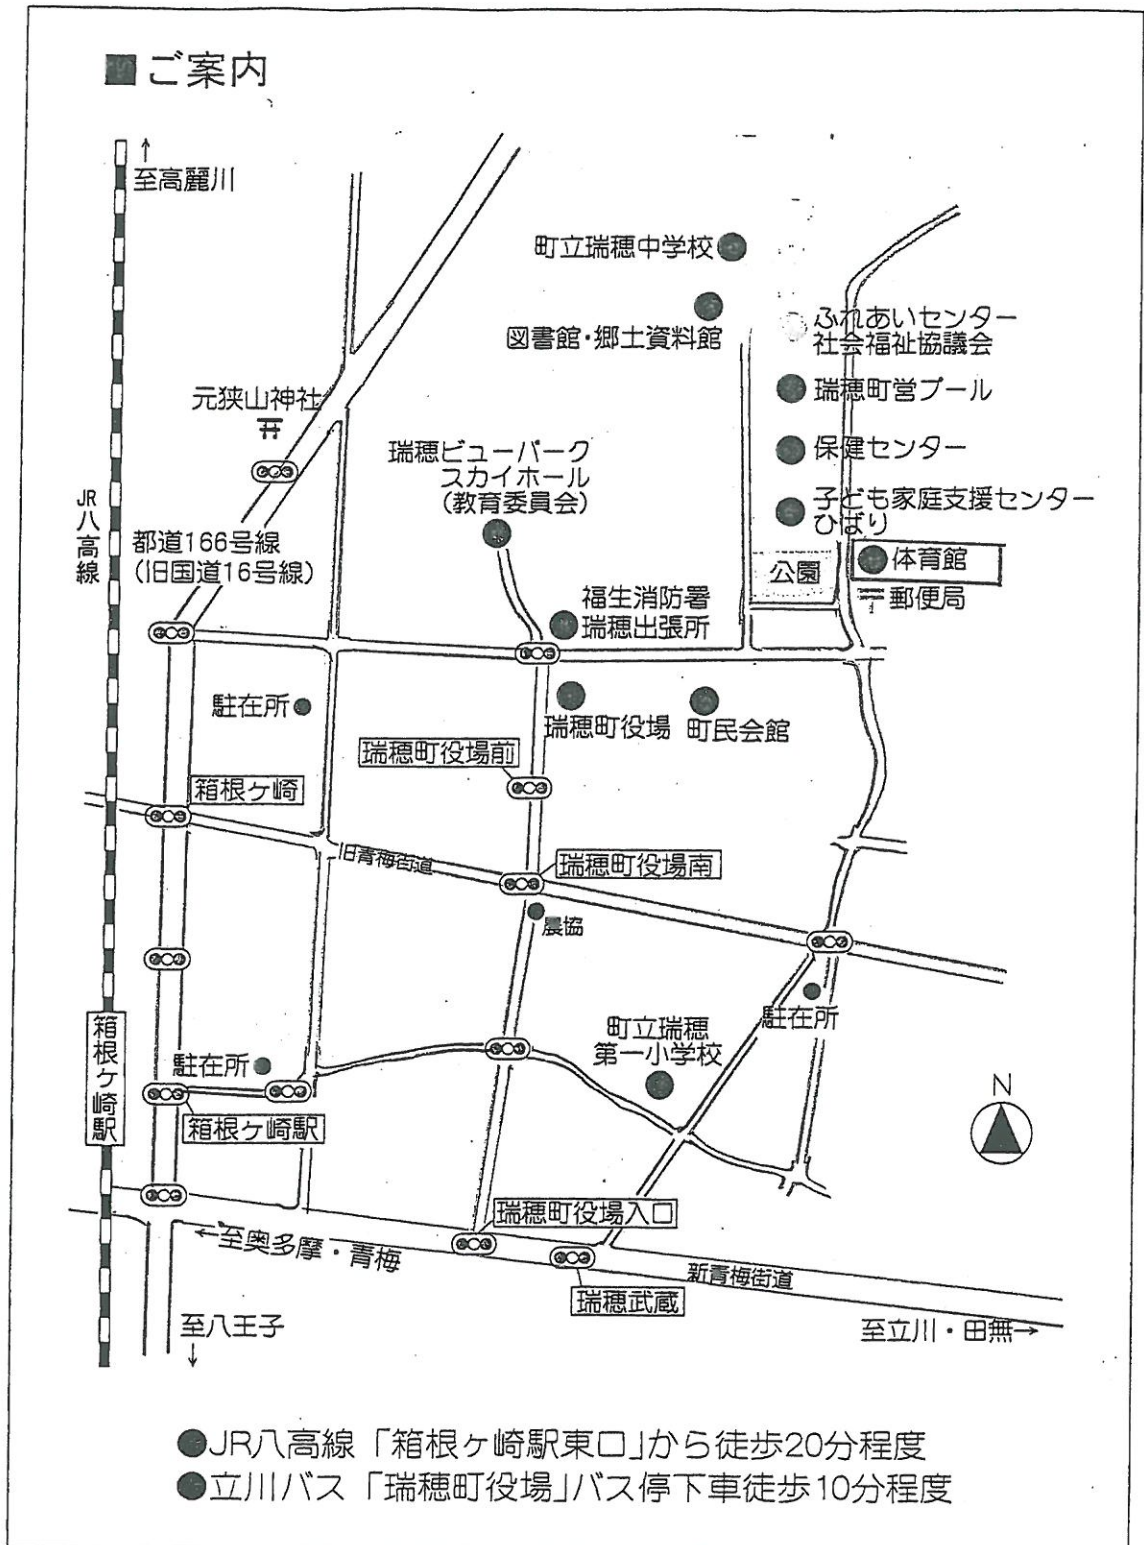 ■ご案内
↑
至高麗川
町立瑞穂中学校
図書館・郷土資料館
ふれあいセンター
社会福祉協議会
元狭山神社
瑞穂町営プール
瑞穂ビューパーク
スカイホール
(教育委員会)
保健センター
JR八高線
子ども家庭支援センター
ひばり
都道166号線
(旧国道16号線)
公園
体育館
〒郵便局
福生消防署
瑞穂出張所
駐在所
瑞穂町役場
町民会館
瑞穂町役場前
箱根ヶ崎
旧青梅街道
瑞穂町役場南
農協
駐在所
箱根ヶ崎駅
駐在所
町立瑞穂
第一小学校
N
箱根ヶ崎駅
瑞穂町役場入口
←至奥多摩・青梅
新青梅街道
瑞穂武蔵
至八王子
↓
至立川・田無→
●JR八高線「箱根ヶ崎駅東口」から徒歩20分程度
●立川バス「瑞穂町役場」バス停下車徒歩10分程度